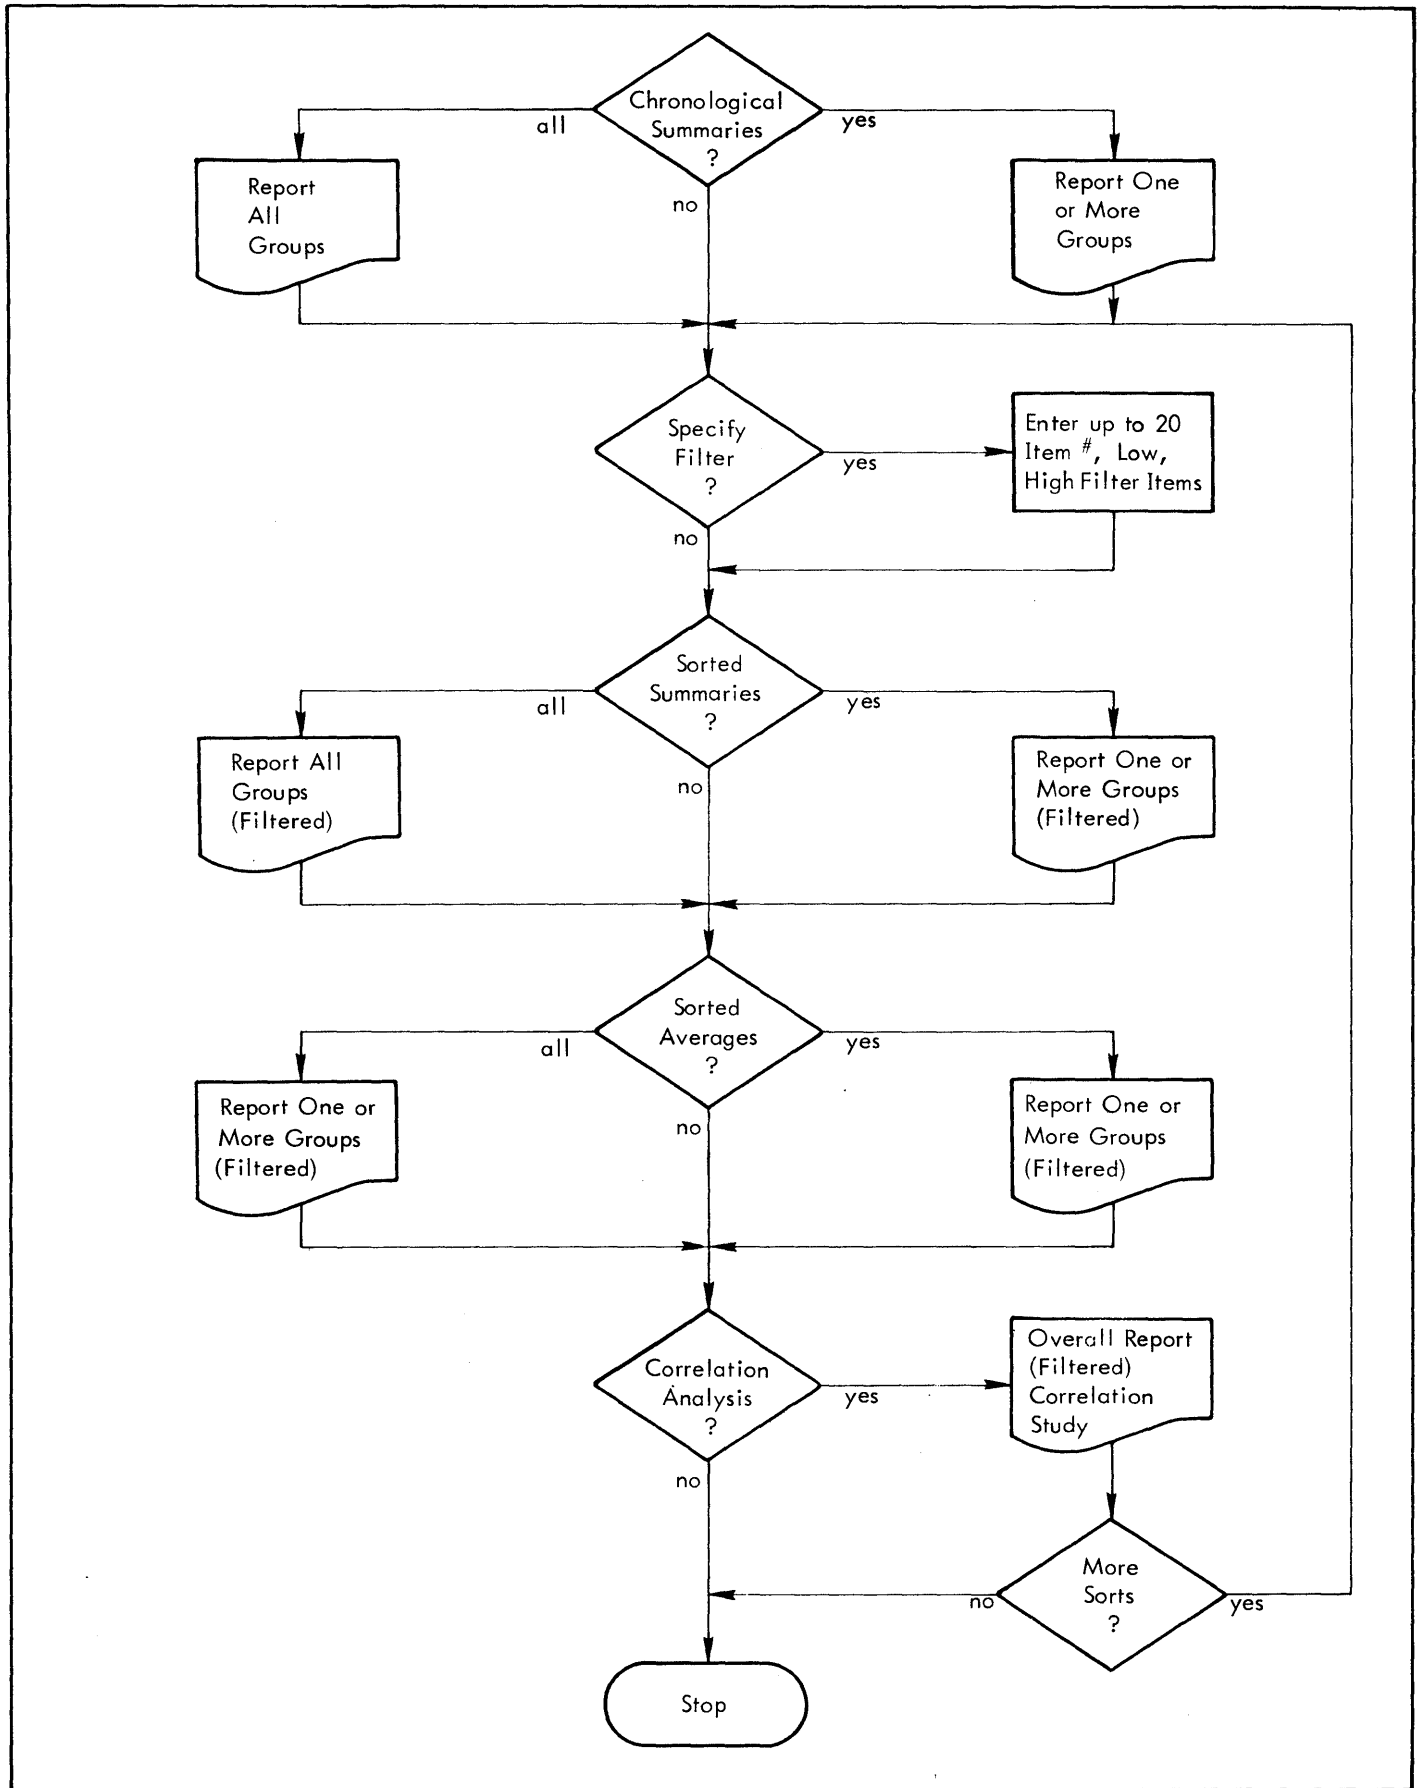 Chronological
Summaries
?
all
yes
no
Report
All
Groups
Report One
or More
Groups
Specify
Filter
?
yes
no
Enter up to 20
Item #, Low,
High Filter Items
Sorted
Summaries
?
all
yes
no
Report All
Groups
(Filtered)
Report One or
More Groups
(Filtered)
Sorted
Averages
?
all
yes
no
Report One or
More Groups
(Filtered)
Report One or
More Groups
(Filtered)
Correlation
Analysis
?
yes
no
Overall Report
(Filtered)
Correlation
Study
More
Sorts
?
no
yes
Stop